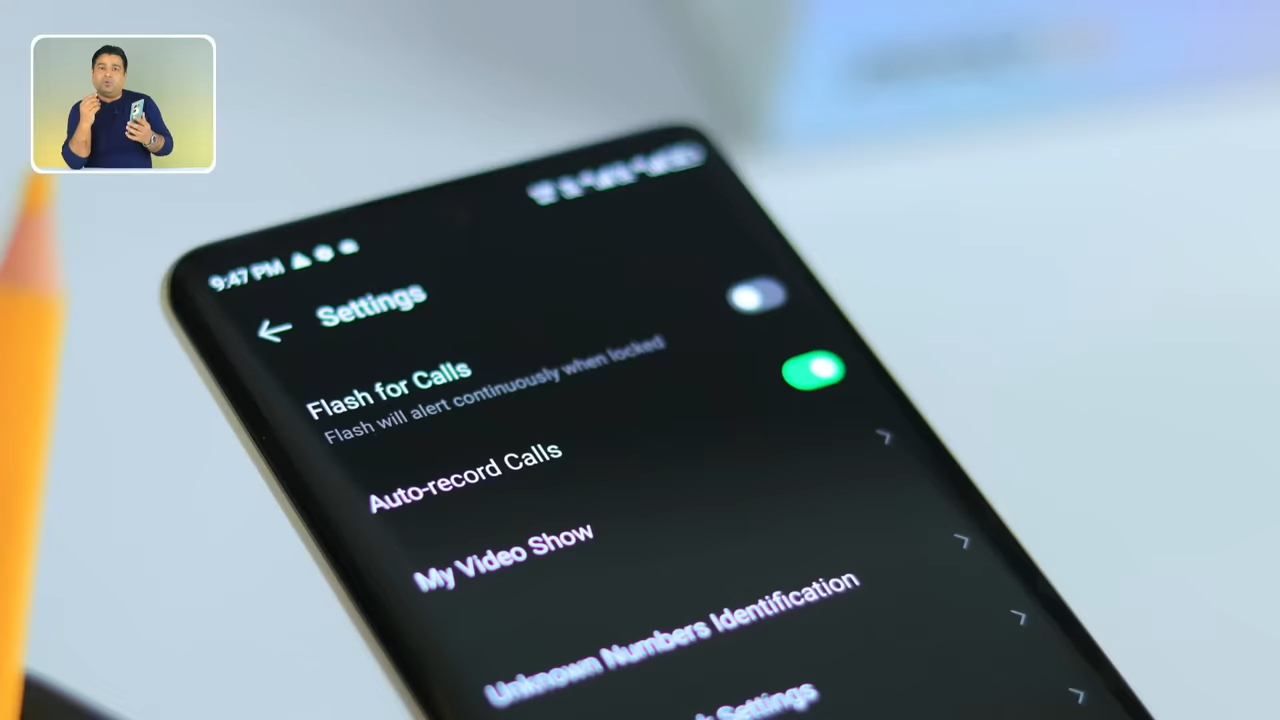 9:47 PM
Settings
Flash for Calls
Flash will alert continuously when locked
Auto-record Calls
My Video Show
Unknown Numbers Identification
Settings